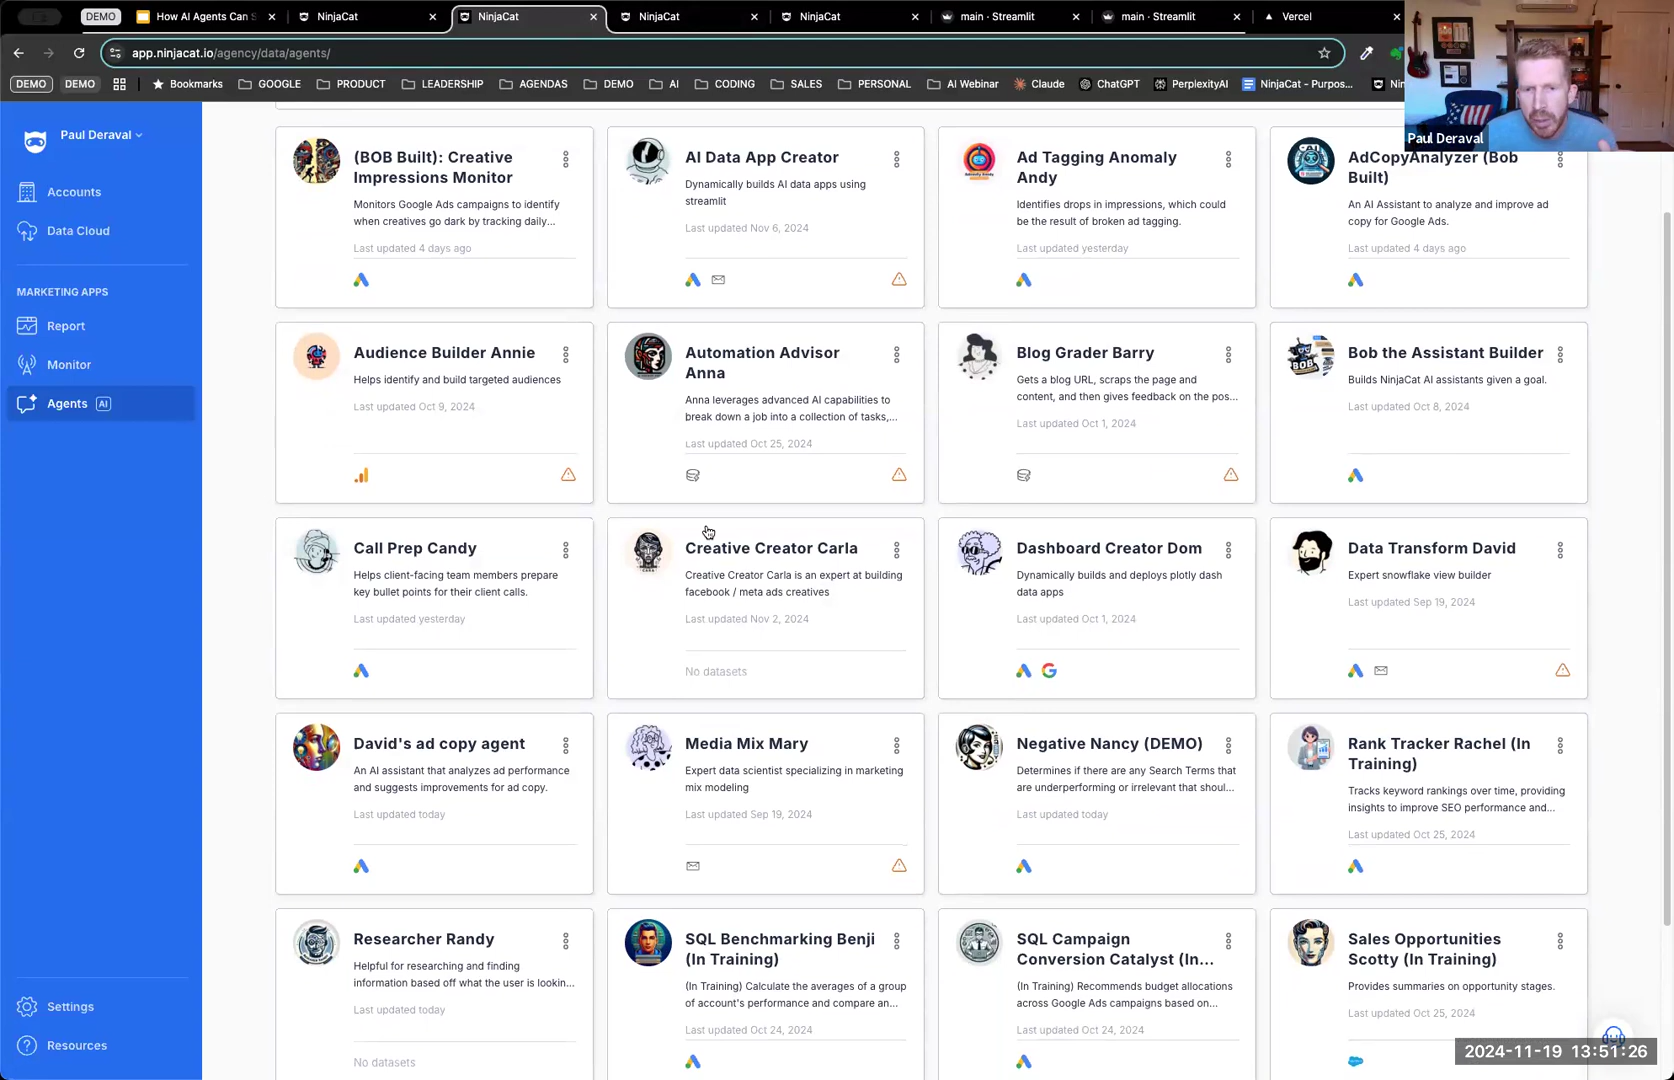 DEMO
How AI Agents Can S
NinjaCat
NinjaCat
NinjaCat
NinjaCat
main · Streamlit
main · Streamlit
Vercel
app.ninjacat.io/agency/data/agents/
DEMO
DEMO
Bookmarks
GOOGLE
PRODUCT
LEADERSHIP
AGENDAS
DEMO
AI
CODING
SALES
PERSONAL
AI Webinar
Claude
ChatGPT
PerplexityAI
NinjaCat - Purpos...
Paul Deraval
Paul Deraval
Accounts
Data Cloud
MARKETING APPS
Report
Monitor
Agents AI
Settings
Resources
(BOB Built): Creative
Impressions Monitor
Monitors Google Ads campaigns to identify
when creatives go dark by tracking daily...
Last updated 4 days ago
AI Data App Creator
Dynamically builds AI data apps using
streamlit
Last updated Nov 6, 2024
Ad Tagging Anomaly
Andy
Identifies drops in impressions, which could
be the result of broken ad tagging.
Last updated yesterday
AdCopyAnalyzer (Bob
Built)
An AI Assistant to analyze and improve ad
copy for Google Ads.
Last updated 4 days ago
Audience Builder Annie
Helps identify and build targeted audiences
Last updated Oct 9, 2024
Automation Advisor
Anna
Anna leverages advanced AI capabilities to
break down a job into a collection of tasks,...
Last updated Oct 25, 2024
Blog Grader Barry
Gets a blog URL, scraps the page and
content, and then gives feedback on the pos...
Last updated Oct 1, 2024
Bob the Assistant Builder
Builds NinjaCat AI assistants given a goal.
Last updated Oct 8, 2024
Call Prep Candy
Helps client-facing team members prepare
key bullet points for their client calls.
Last updated yesterday
Creative Creator Carla
Creative Creator Carla is an expert at building
facebook / meta ads creatives
Last updated Nov 2, 2024
No datasets
Dashboard Creator Dom
Dynamically builds and deploys plotly dash
data apps
Last updated Oct 1, 2024
Data Transform David
Expert snowflake view builder
Last updated Sep 19, 2024
David's ad copy agent
An AI assistant that analyzes ad performance
and suggests improvements for ad copy.
Last updated today
Media Mix Mary
Expert data scientist specializing in marketing
mix modeling
Last updated Sep 19, 2024
Negative Nancy (DEMO)
Determines if there are any Search Terms that
are underperforming or irrelevant that shoul...
Last updated today
Rank Tracker Rachel (In
Training)
Tracks keyword rankings over time, providing
insights to improve SEO performance and...
Last updated Oct 25, 2024
Researcher Randy
Helpful for researching and finding
information based off what the user is lookin...
Last updated today
No datasets
SQL Benchmarking Benji
(In Training)
(In Training) Calculate the averages of a group
of account's performance and compare an...
Last updated Oct 24, 2024
SQL Campaign
Conversion Catalyst (In...
(In Training) Recommends budget allocations
across Google Ads campaigns based on...
Last updated Oct 24, 2024
Sales Opportunities
Scotty (In Training)
Provides summaries on opportunity stages.
Last updated Oct 25, 2024
2024-11-19 13:51:26